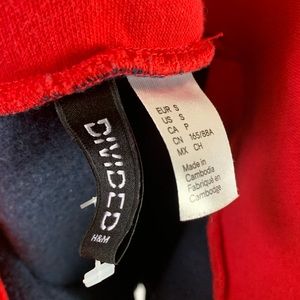 DIVIDED
H&M
EUR S
US S
CA P
CN 165/88A
MX CH
Made in
Cambodia
Fabriqué en
Cambodge